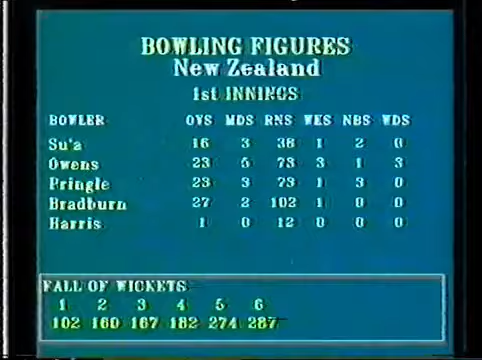 BOWLING FIGURES
New Zealand
1st INNINGS
BOWLER OVS MDS RNS WKS NBS WDS
Su'a 16 3 38 1 2 0
Owens 23 5 73 3 1 3
Pringle 23 3 73 1 3 0
Bradburn 27 2 102 1 0 0
Harris 1 0 12 0 0 0
FALL OF WICKETS
1 2 3 4 5 6
102 160 167 182 274 287